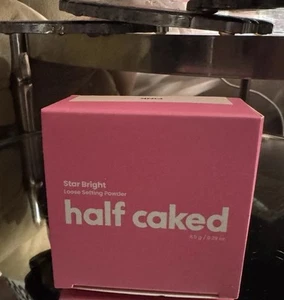 Star Bright
Loose Setting Powder
half caked